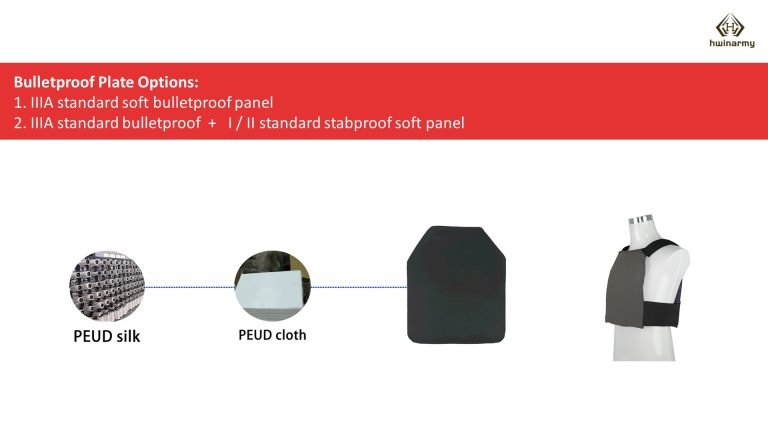 hwinarmy
Bulletproof Plate Options:
1. IIIA standard soft bulletproof panel
2. IIIA standard bulletproof + I / II standard stabproof soft panel
PEUD silk
PEUD cloth